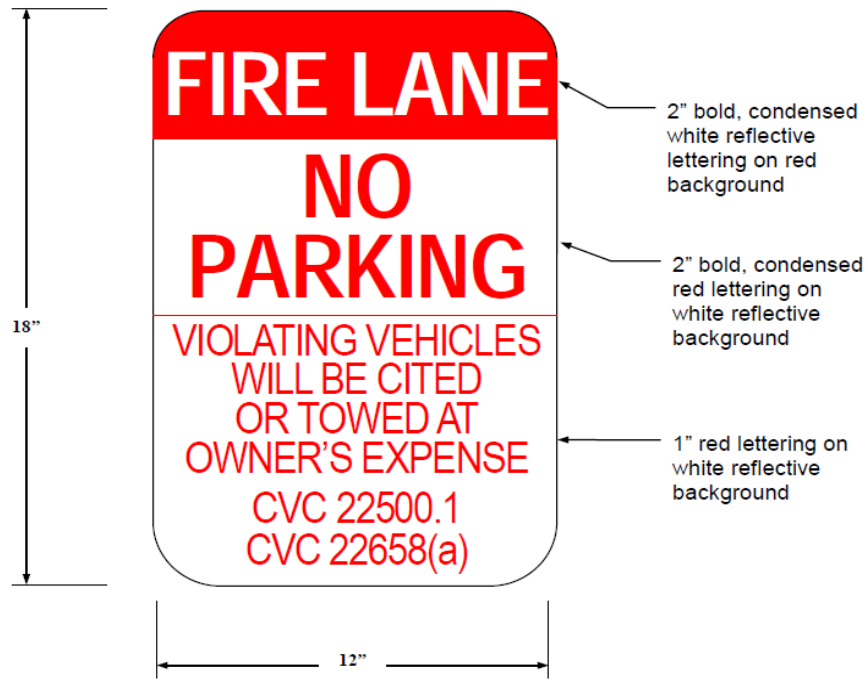 FIRE LANE
NO
PARKING
VIOLATING VEHICLES
WILL BE CITED
OR TOWED AT
OWNER'S EXPENSE
CVC 22500.1
CVC 22658(a)
18”
12”
2” bold, condensed
white reflective
lettering on red
background
2” bold, condensed
red lettering on
white reflective
background
1” red lettering on
white reflective
background